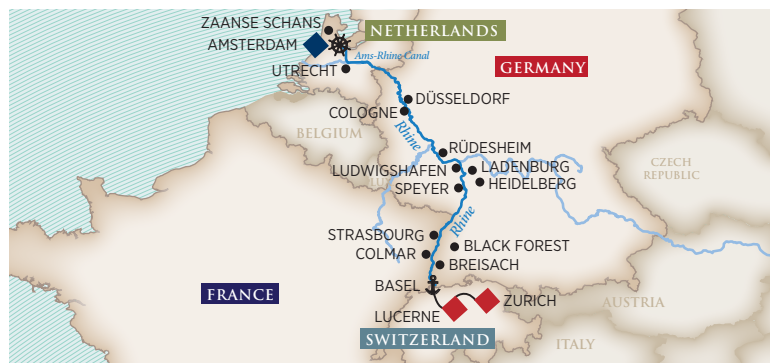 ZAANSE SCHANS
NETHERLANDS
AMSTERDAM
Ams-Rhine Canal
UTRECHT
GERMANY
DÜSSELDORF
COLOGNE
BELGIUM
Rhine
RÜDESHEIM
LUDWIGSHAFEN
LADENBURG
CZECH
REPUBLIC
LUX
SPEYER
HEIDELBERG
Rhine
STRASBOURG
BLACK FOREST
COLMAR
BREISACH
BASEL
FRANCE
ZURICH
AUSTRIA
LUCERNE
SWITZERLAND
ITALY